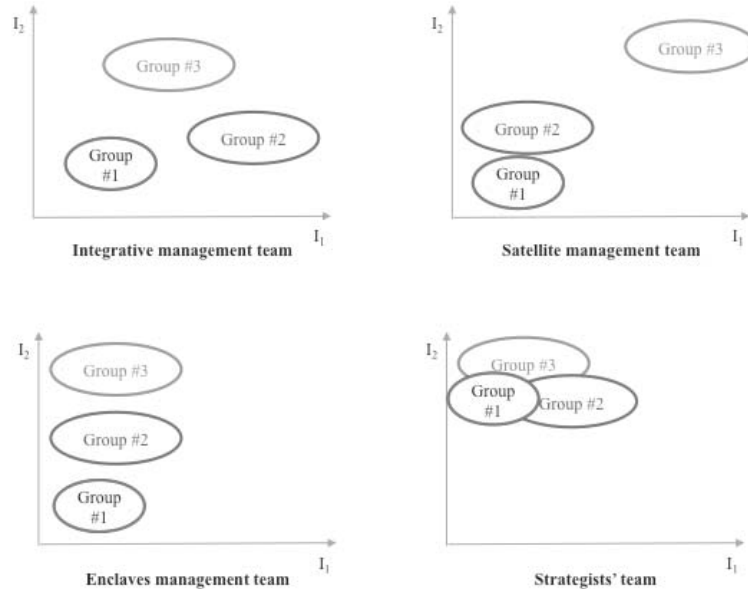 I₂
Group #3
Group #2
Group
#1
I₁
Integrative management team
I₂
Group #3
Group #2
Group
#1
I₁
Satellite management team
I₂
Group #3
Group #2
Group
#1
I₁
Enclaves management team
I₂
Group #3
Group
#1
Group #2
I₁
Strategists' team